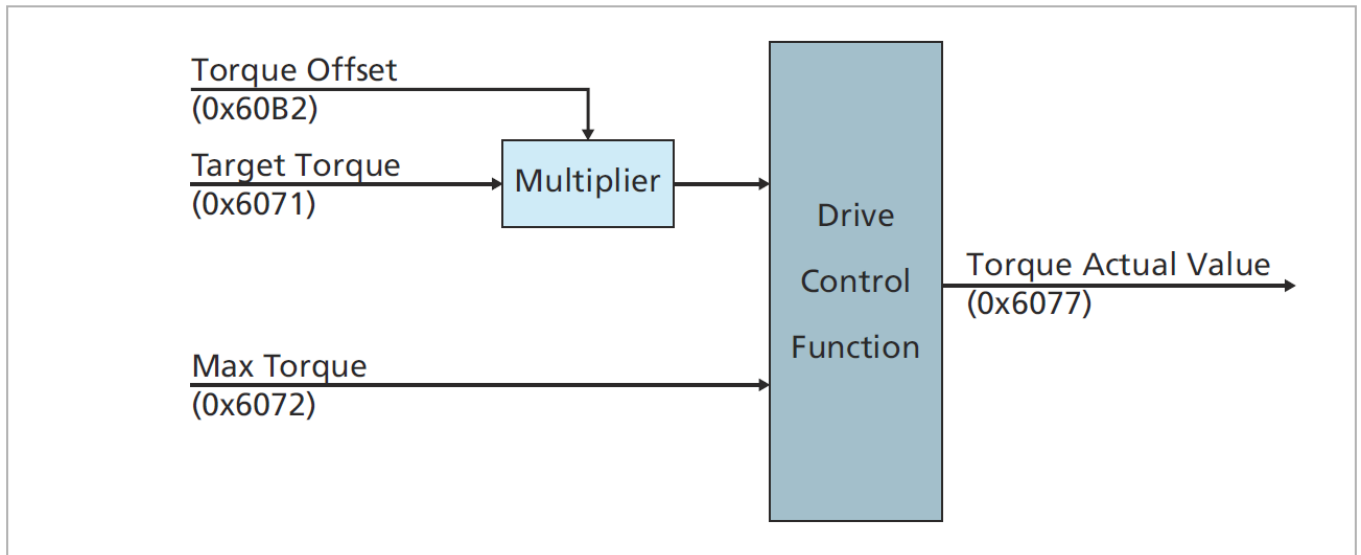 Torque Offset
(0x60B2)
Target Torque
(0x6071)
Multiplier
Drive
Control
Function
Torque Actual Value
(0x6077)
Max Torque
(0x6072)